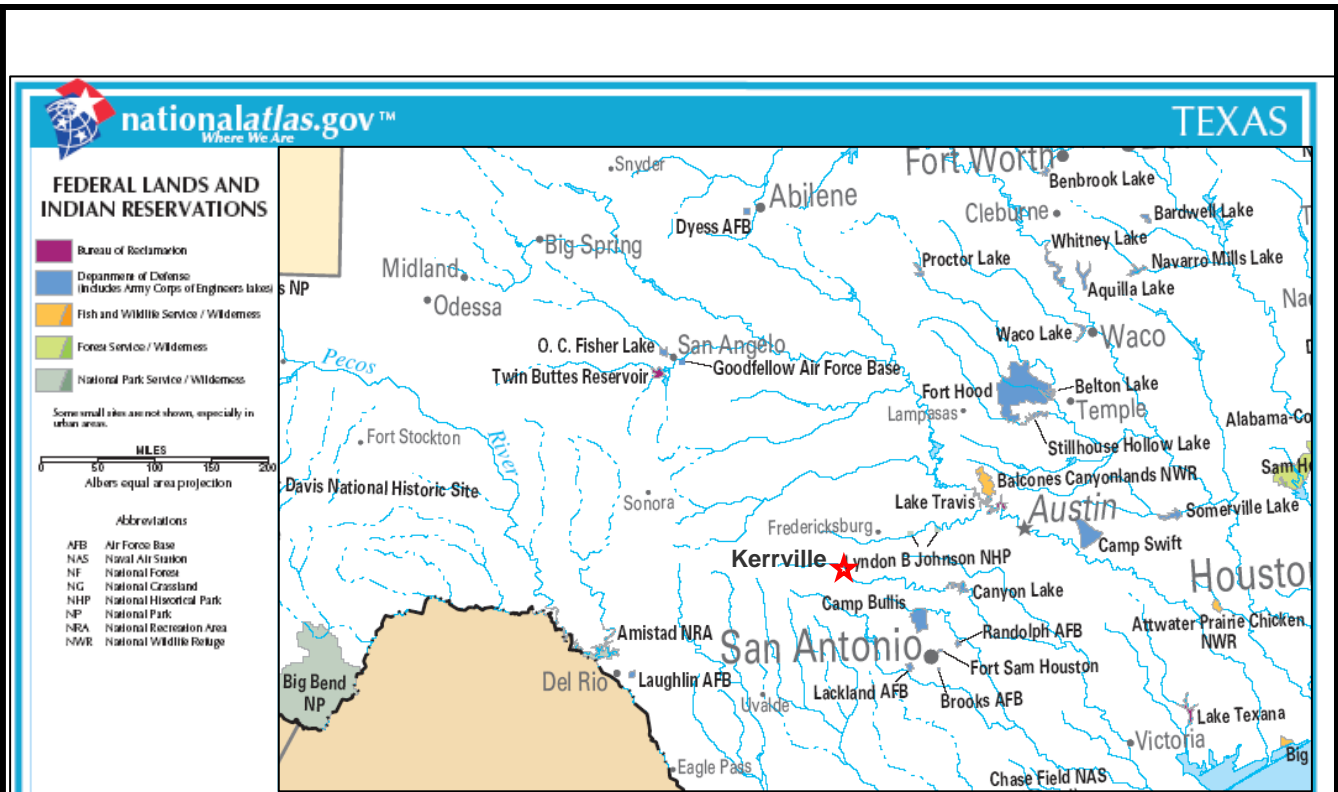 nationalatlas.gov™
Where We Are
TEXAS
FEDERAL LANDS AND
INDIAN RESERVATIONS
Bureau of Reclamation
Department of Defense
(includes Army Corps of Engineers lakes)
Fish and Wildlife Service / Wilderness
Forest Service / Wilderness
National Park Service / Wilderness
Some small sites are not shown, especially in
urban areas.
MILES
0 50 100 150 200
Albers equal area projection
Abbreviations
AFB Air Force Base
NAS Naval Air Station
NF National Forest
NG National Grassland
NHP National Historical Park
NP National Park
NRA National Recreation Area
NWR National Wildlife Refuge
Snyder
Abilene
Dyess AFB
Fort Worth
Benbrook Lake
Cleburne
Bardwell Lake
Whitney Lake
Navarro Mills Lake
Proctor Lake
Aquilla Lake
Big Spring
Midland
Odessa
s NP
Na
O. C. Fisher Lake
San Angelo
Goodfellow Air Force Base
Twin Buttes Reservoir
Waco Lake
Waco
Pecos
River
Fort Hood
Belton Lake
Temple
Lampasas
Stillhouse Hollow Lake
Alabama-Co
Fort Stockton
Davis National Historic Site
Sonora
Balcones Canyonlands NWR
Sam H
Lake Travis
Austin
Somerville Lake
Fredericksburg
Camp Swift
Kerrville
yndon B Johnson NHP
Housto
Canyon Lake
Camp Bullis
Attwater Prairie Chicken
NWR
Amistad NRA
San Antonio
Randolph AFB
Fort Sam Houston
Big Bend
NP
Del Rio
Laughlin AFB
Lackland AFB
Brooks AFB
Uvalde
Lake Texana
Victoria
Big
Eagle Pass
Chase Field NAS